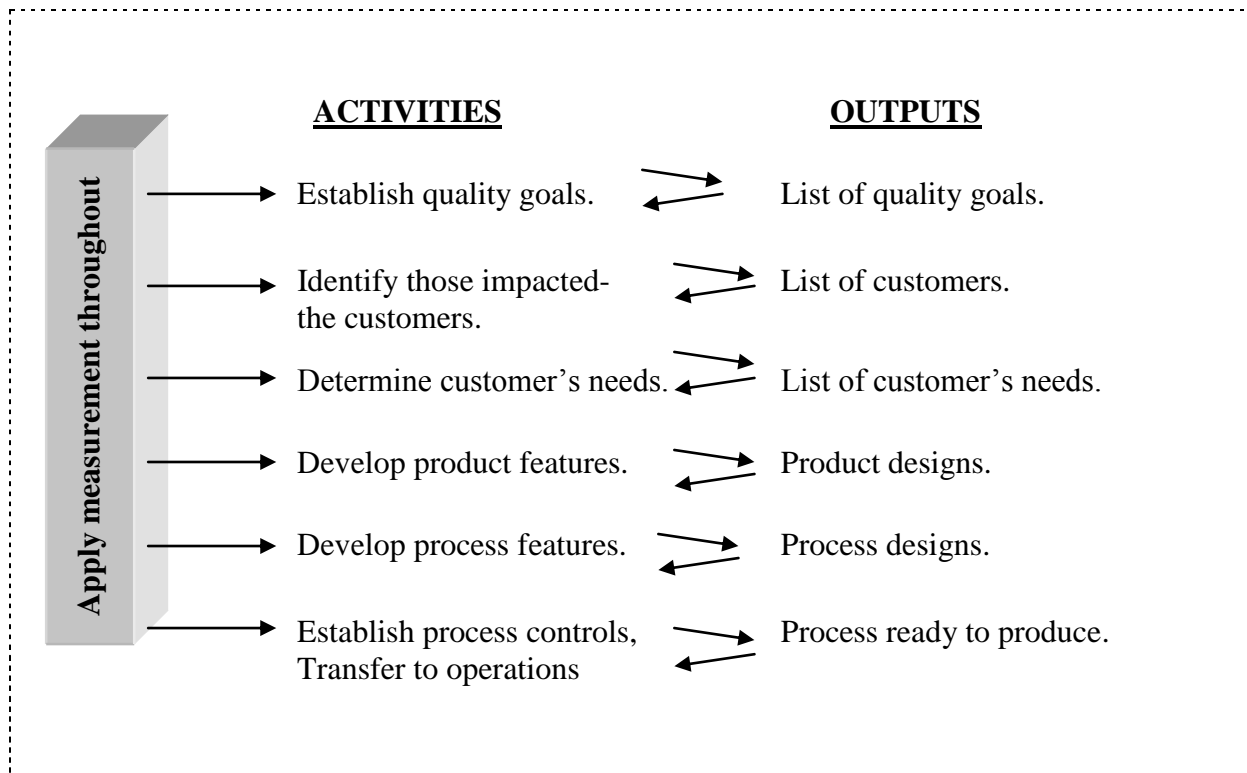 ACTIVITIES
OUTPUTS
Apply measurement throughout
Establish quality goals.
List of quality goals.
Identify those impacted-
the customers.
List of customers.
Determine customer’s needs.
List of customer’s needs.
Develop product features.
Product designs.
Develop process features.
Process designs.
Establish process controls,
Transfer to operations
Process ready to produce.